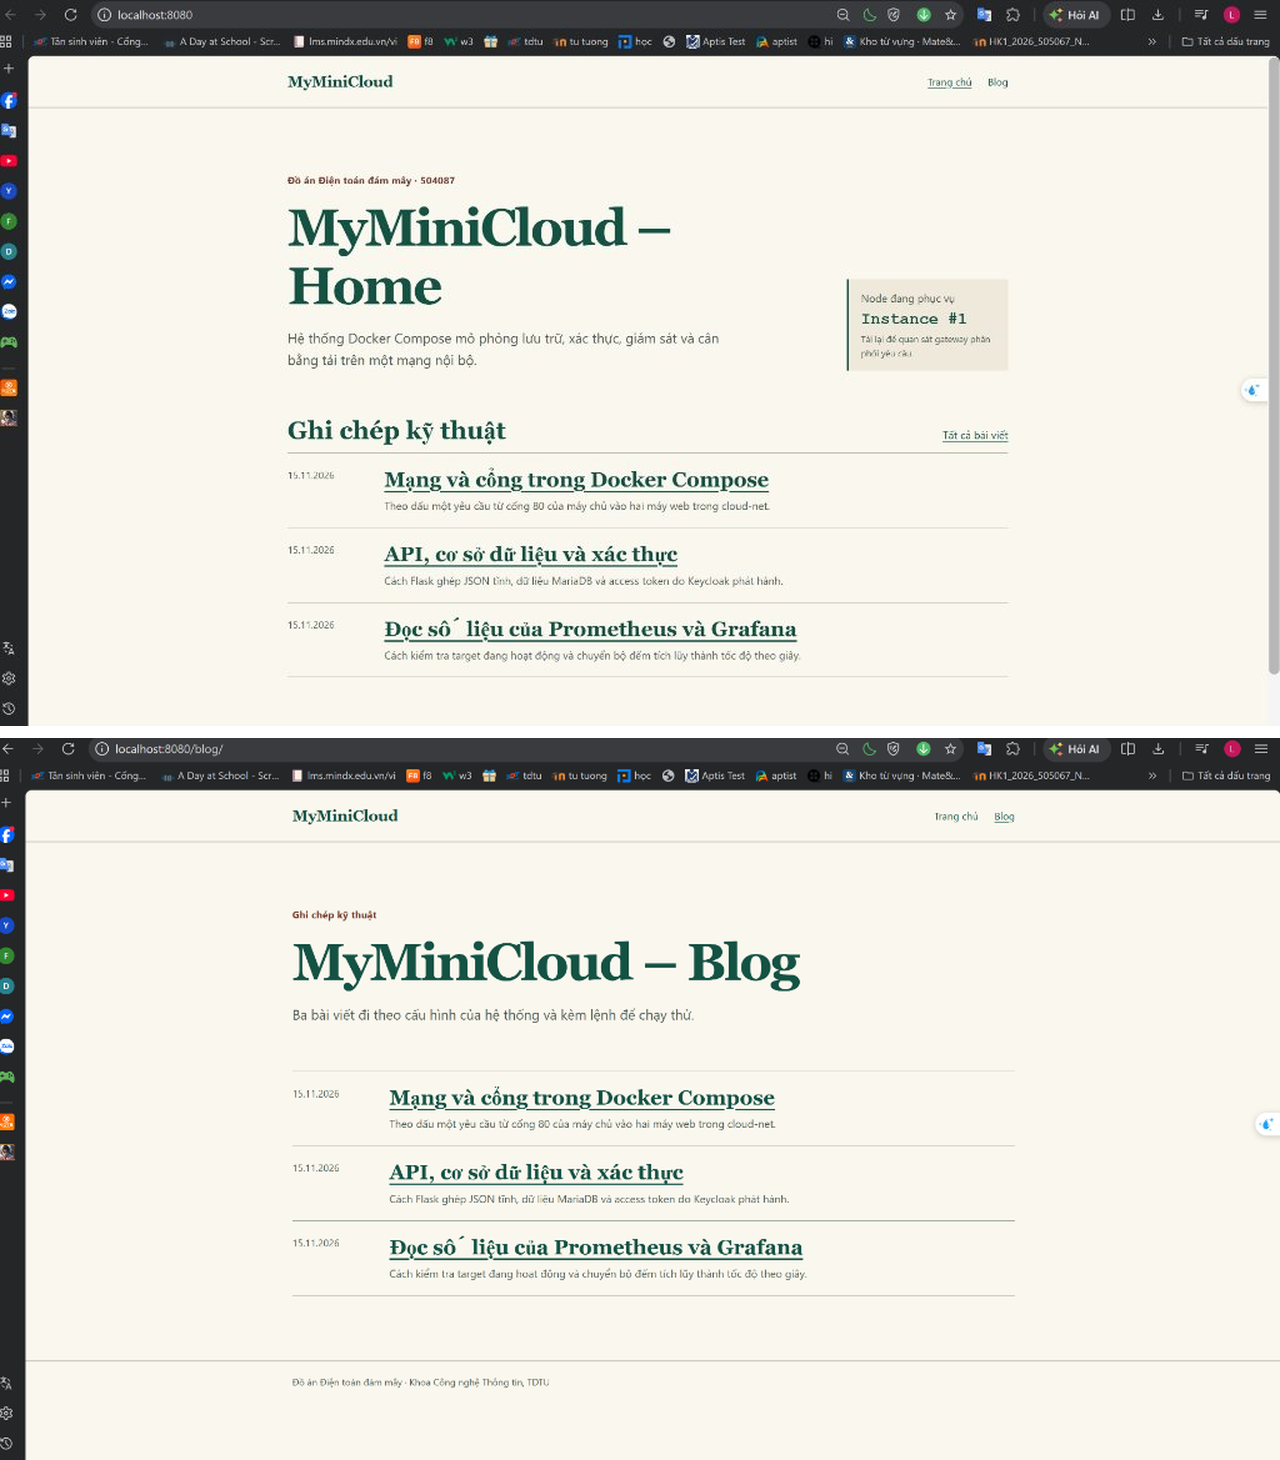 localhost:8080
Hỏi AI
Tân sinh viên - Cổng...
A Day at School - Scr...
lms.mindx.edu.vn/vi
f8
w3
tdtu
tu tuong
học
Aptis Test
aptist
hi
Kho từ vựng · Mate&...
HK1_2026_505067_N...
Tất cả dấu trang
MyMiniCloud
Trang chủ
Blog
Đồ án Điện toán đám mây · 504087
MyMiniCloud –
Home
Hệ thống Docker Compose mô phỏng lưu trữ, xác thực, giám sát và cân
bằng tải trên một mạng nội bộ.
Node đang phục vụ
Instance #1
Tải lại để quan sát gateway phân
phối yêu cầu.
Ghi chép kỹ thuật
Tất cả bài viết
15.11.2026
Mạng và cổng trong Docker Compose
Theo dấu một yêu cầu từ cổng 80 của máy chủ vào hai máy web trong cloud-net.
15.11.2026
API, cơ sở dữ liệu và xác thực
Cách Flask ghép JSON tĩnh, dữ liệu MariaDB và access token do Keycloak phát hành.
15.11.2026
Đọc số liệu của Prometheus và Grafana
Cách kiểm tra target đang hoạt động và chuyển bộ đếm tích lũy thành tốc độ theo giây.
localhost:8080/blog/
Hỏi AI
Tân sinh viên - Cổng...
A Day at School - Scr...
lms.mindx.edu.vn/vi
f8
w3
tdtu
tu tuong
học
Aptis Test
aptist
hi
Kho từ vựng · Mate&...
HK1_2026_505067_N...
Tất cả dấu trang
MyMiniCloud
Trang chủ
Blog
Ghi chép kỹ thuật
MyMiniCloud – Blog
Ba bài viết đi theo cấu hình của hệ thống và kèm lệnh để chạy thử.
15.11.2026
Mạng và cổng trong Docker Compose
Theo dấu một yêu cầu từ cổng 80 của máy chủ vào hai máy web trong cloud-net.
15.11.2026
API, cơ sở dữ liệu và xác thực
Cách Flask ghép JSON tĩnh, dữ liệu MariaDB và access token do Keycloak phát hành.
15.11.2026
Đọc số liệu của Prometheus và Grafana
Cách kiểm tra target đang hoạt động và chuyển bộ đếm tích lũy thành tốc độ theo giây.
Đồ án Điện toán đám mây · Khoa Công nghệ Thông tin, TDTU